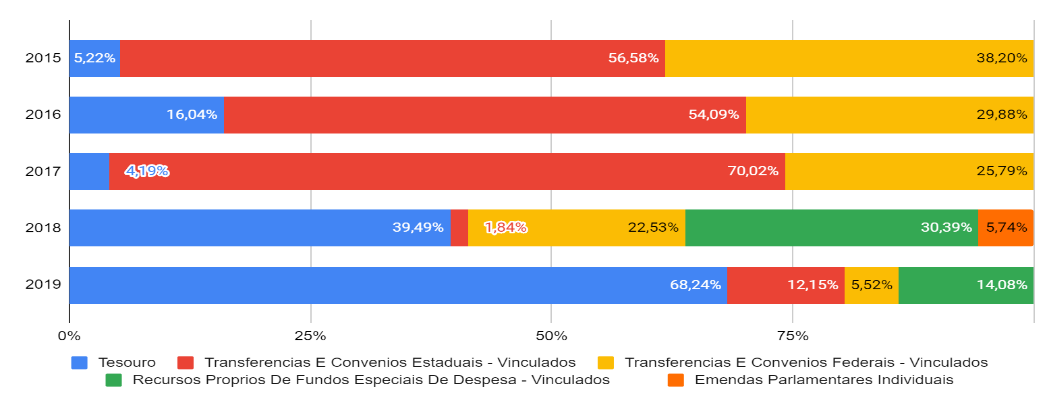 2015 5,22% 56,58% 38,20%
2016 16,04% 54,09% 29,88%
2017 4,19% 70,02% 25,79%
2018 39,49% 1,84% 22,53% 30,39% 5,74%
2019 68,24% 12,15% 5,52% 14,08%
0% 25% 50% 75%
Tesouro Transferencias E Convenios Estaduais - Vinculados Transferencias E Convenios Federais - Vinculados
Recursos Proprios De Fundos Especiais De Despesa - Vinculados Emendas Parlamentares Individuais